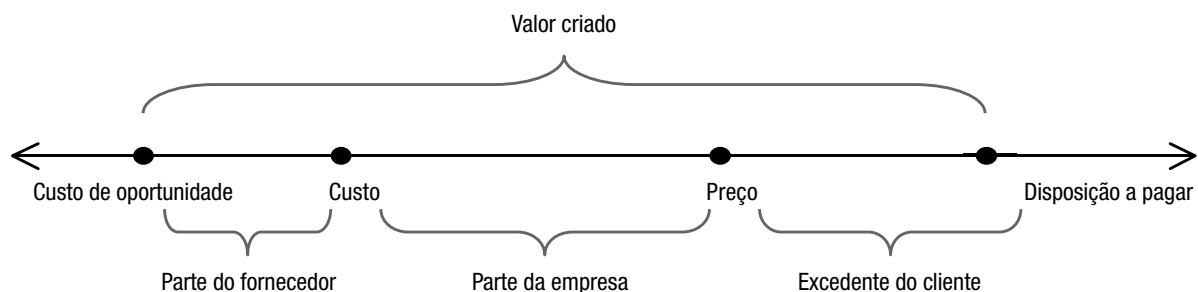 Valor criado
Custo de oportunidade Custo Preço Disposição a pagar
Parte do fornecedor Parte da empresa Excedente do cliente